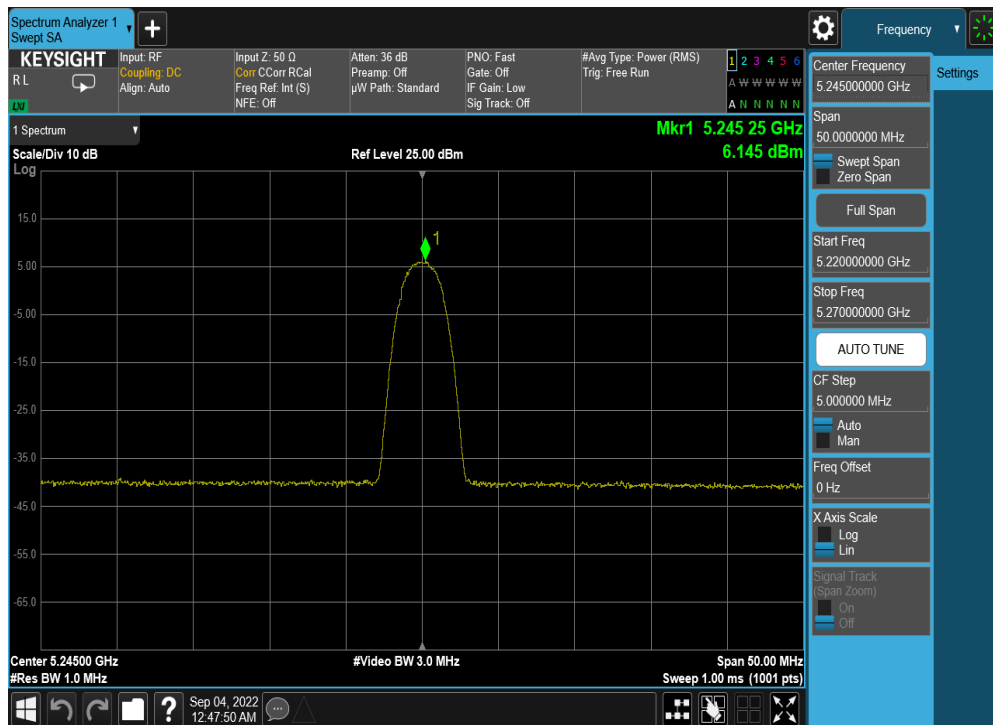 Spectrum Analyzer 1
Swept SA
+
Frequency
KEYSIGHT
RL
LXI
Input: RF
Coupling: DC
Align: Auto
Input Z: 50 Ω
Corr CCorr RCal
Freq Ref: Int (S)
NFE: Off
Atten: 36 dB
Preamp: Off
µW Path: Standard
PNO: Fast
Gate: Off
IF Gain: Low
Sig Track: Off
#Avg Type: Power (RMS)
Trig: Free Run
1 2 3 4 5 6
A W W W W W
A N N N N N
1 Spectrum
Scale/Div 10 dB
Log
Ref Level 25.00 dBm
Mkr1 5.245 25 GHz
6.145 dBm
1
15.0
5.00
-5.00
-15.0
-25.0
-35.0
-45.0
-55.0
-65.0
Center 5.24500 GHz
#Res BW 1.0 MHz
#Video BW 3.0 MHz
Span 50.00 MHz
Sweep 1.00 ms (1001 pts)
Center Frequency
5.245000000 GHz
Settings
Span
50.0000000 MHz
Swept Span
Zero Span
Full Span
Start Freq
5.220000000 GHz
Stop Freq
5.270000000 GHz
AUTO TUNE
CF Step
5.000000 MHz
Auto
Man
Freq Offset
0 Hz
X Axis Scale
Log
Lin
Signal Track
(Span Zoom)
On
Off
?
Sep 04, 2022
12:47:50 AM